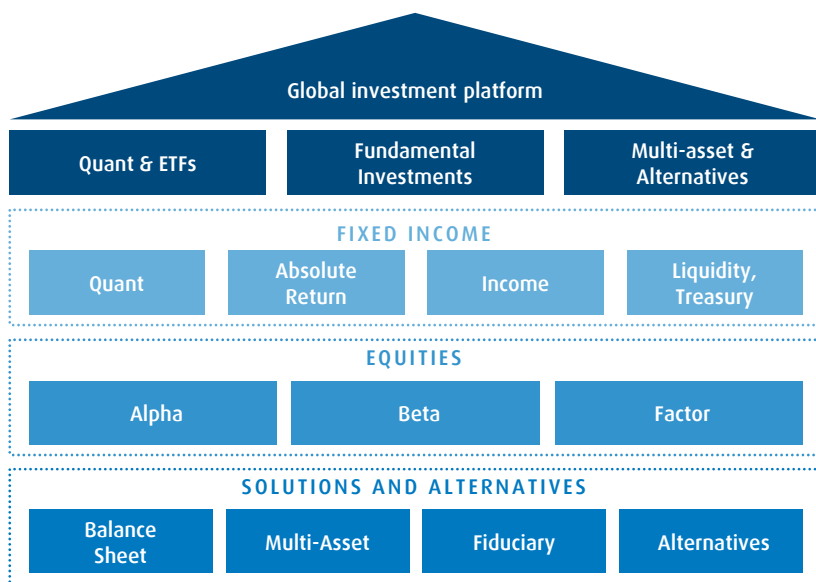 Global investment platform
Quant & ETFs
Fundamental
Investments
Multi-asset &
Alternatives
FIXED INCOME
Quant
Absolute
Return
Income
Liquidity,
Treasury
EQUITIES
Alpha
Beta
Factor
SOLUTIONS AND ALTERNATIVES
Balance
Sheet
Multi-Asset
Fiduciary
Alternatives